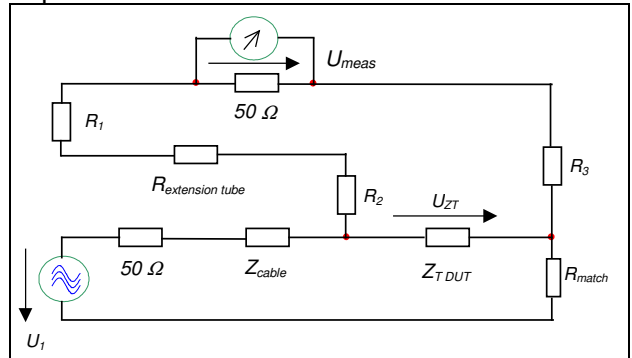 U_meas
50 Ω
R_1
R_3
R_extension tube
R_2
U_ZT
50 Ω
Z_cable
Z_T DUT
R_match
U_1